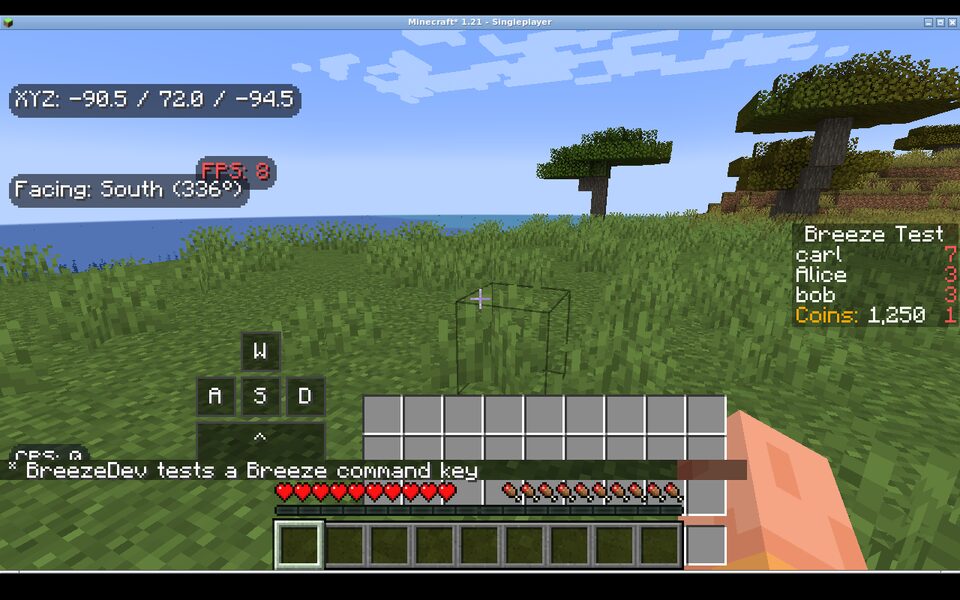 Minecraft* 1.21 - Singleplayer
XYZ: -90.5 / 72.0 / -94.5
FPS: 8
Facing: South (336°)
Breeze Test
carl 7
Alice 3
bob 3
Coins: 1,250 1
W
A S D
^
CPS: 0
* BreezeDev tests a Breeze command key